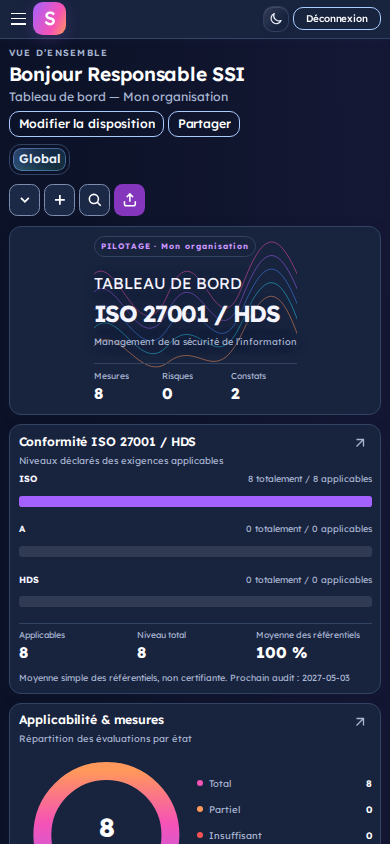 S
Déconnexion
VUE D'ENSEMBLE
Bonjour Responsable SSI
Tableau de bord — Mon organisation
Modifier la disposition
Partager
Global
PILOTAGE · Mon organisation
TABLEAU DE BORD
ISO 27001 / HDS
Management de la sécurité de l'information
Mesures Risques Constats
8 0 2
Conformité ISO 27001 / HDS
Niveaux déclarés des exigences applicables
ISO 8 totalement / 8 applicables
A 0 totalement / 0 applicables
HDS 0 totalement / 0 applicables
Applicables Niveau total Moyenne des référentiels
8 8 100 %
Moyenne simple des référentiels, non certifiante. Prochain audit : 2027-05-03
Applicabilité & mesures
Répartition des évaluations par état
Total 8
Partiel 0
8
Insuffisant 0